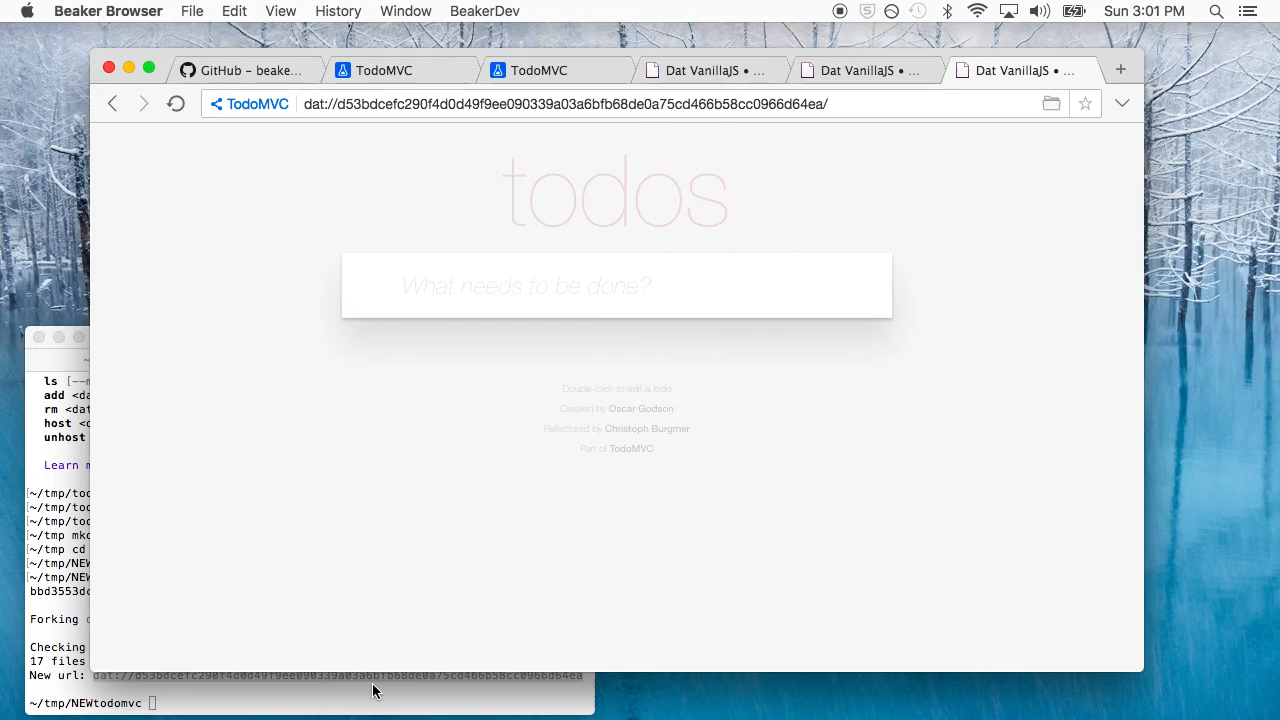 Beaker Browser File Edit View History Window BeakerDev Sun 3:01 PM
GitHub – beake... TodoMVC TodoMVC Dat VanillaJS • ... Dat VanillaJS • ... Dat VanillaJS • ...
TodoMVC dat://d53bdcefc290f4d0d49f9ee090339a03a6bfb68de0a75cd466b58cc0966d64ea/
todos
What needs to be done?
Double-click to edit a todo
Created by Oscar Godson
Refactored by Christoph Burgmer
Part of TodoMVC
ls [--m
add <da
rm <dat
host <d
unhost
Learn m
[~/tmp/tod
[~/tmp/tod
[~/tmp/tod
[~/tmp mkd
[~/tmp cd
[~/tmp/NEW
[~/tmp/NEW
bbd3553dc
Forking
Checking
17 files
New url: dat://d53bdcefc290f4d0d49f9ee090339a03a6bfb68de0a75cd466b58cc0966d64ea
~/tmp/NEWtodomvc